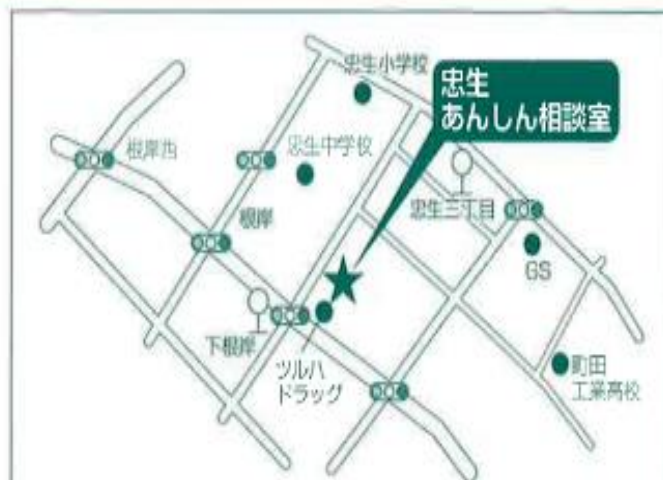 忠生小学校
忠生
あんしん相談室
根岸西
忠生中学校
忠生三丁目
根岸
GS
下根岸
ツルハ
ドラッグ
町田
工業高校